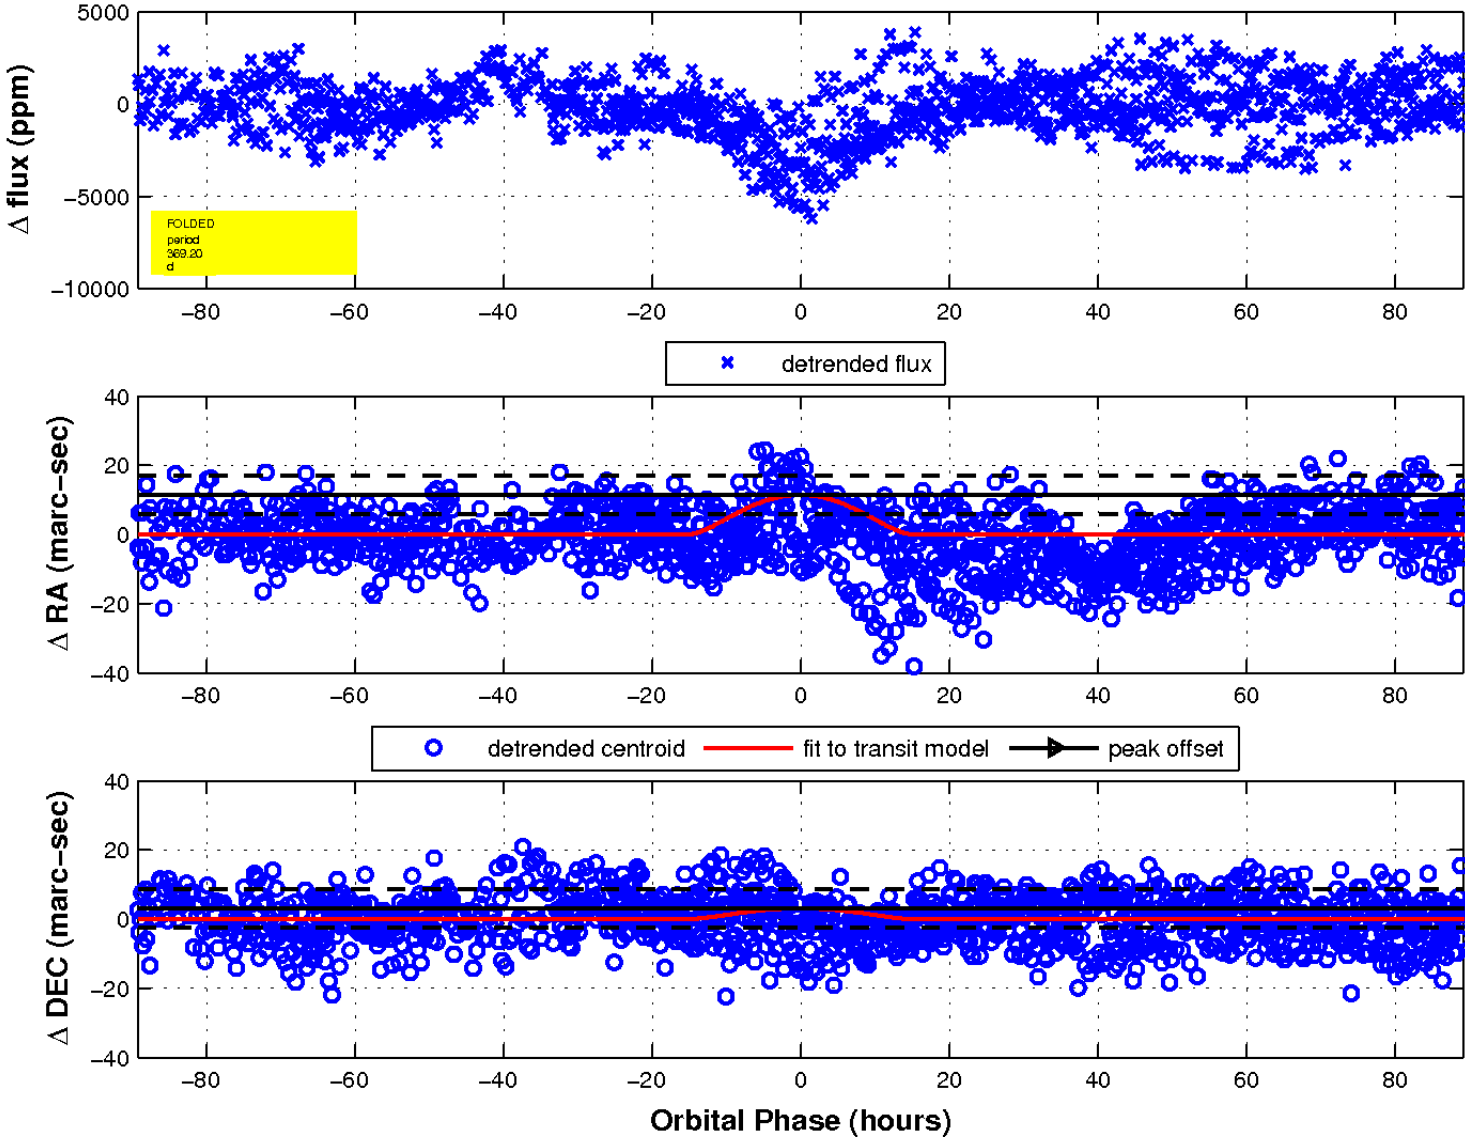 5000
0
−5000
−10000
Δ flux (ppm)
FOLDED
period
369.20
d
−80 −60 −40 −20 0 20 40 60 80
detrended flux
40
20
0
−20
−40
Δ RA (marc−sec)
−80 −60 −40 −20 0 20 40 60 80
detrended centroid fit to transit model peak offset
40
20
0
−20
−40
Δ DEC (marc−sec)
−80 −60 −40 −20 0 20 40 60 80
Orbital Phase (hours)